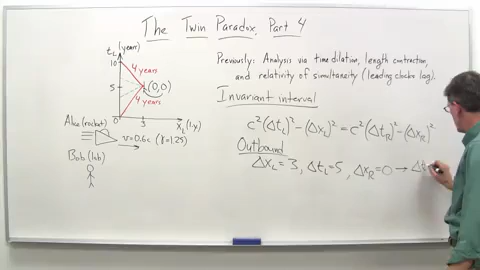 The Twin Paradox, Part 4
t_L (years)
10
4 years
5
(0,0)
4 years
0
3
x_L (l.y.)
Alice (rocket)
v=0.6c (γ=1.25)
Bob (lab)
Previously: Analysis via time dilation, length contraction,
and relativity of simultaneity (leading clocks lag).
Invariant interval
c²(Δt_L)²-(Δx_L)²=c²(Δt_R)²-(Δx_R)²
Outbound
Δx_L=3, Δt_L=5, Δx_R=0→Δt